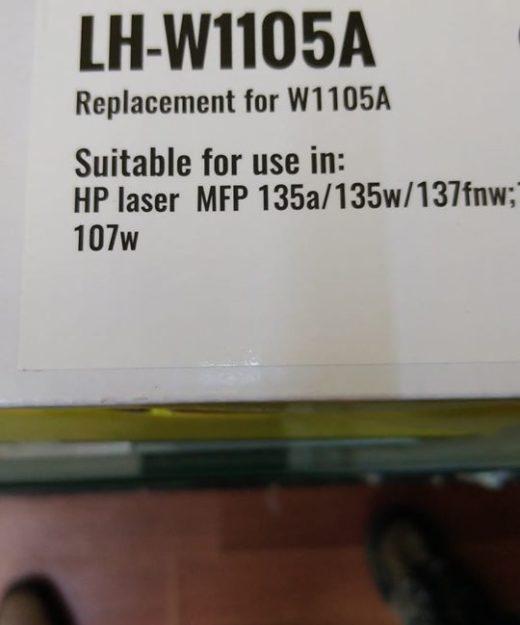 LH-W1105A
Replacement for W1105A
Suitable for use in:
HP laser MFP 135a/135w/137fnw;
107w